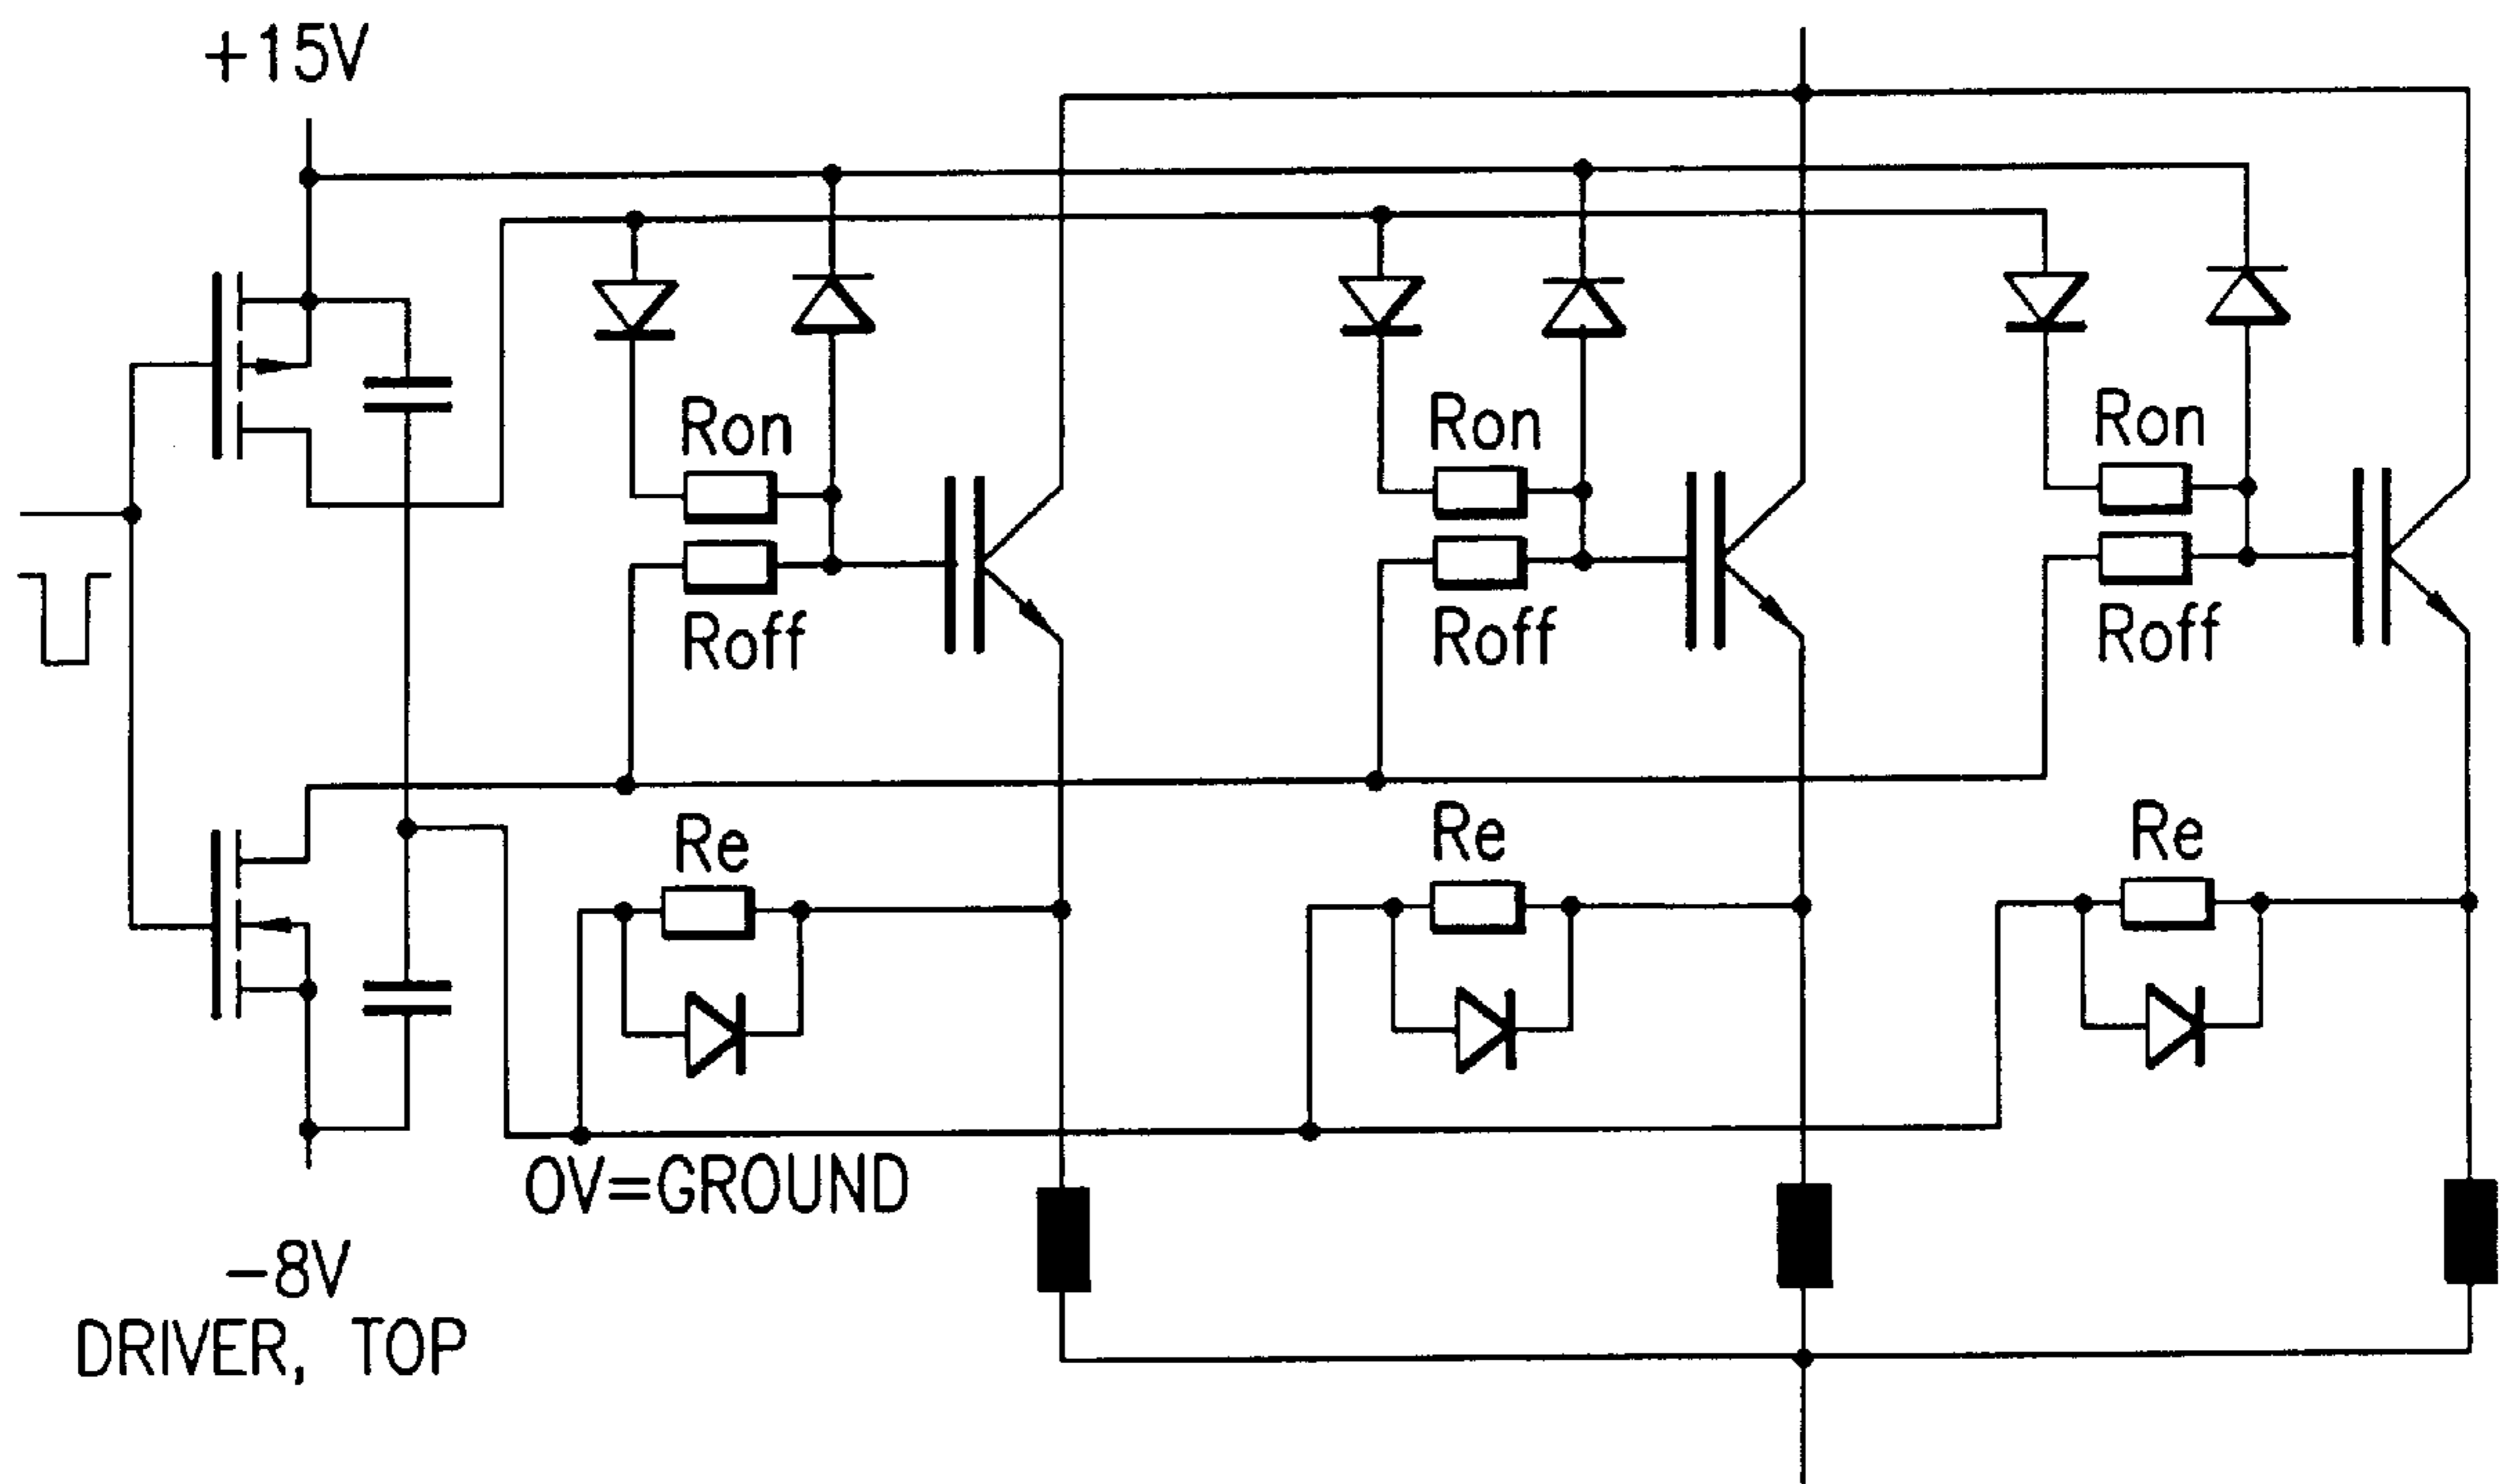 +15V
Ron
Ron
Ron
Roff
Roff
Roff
Re
Re
Re
0V=GROUND
-8V
DRIVER, TOP